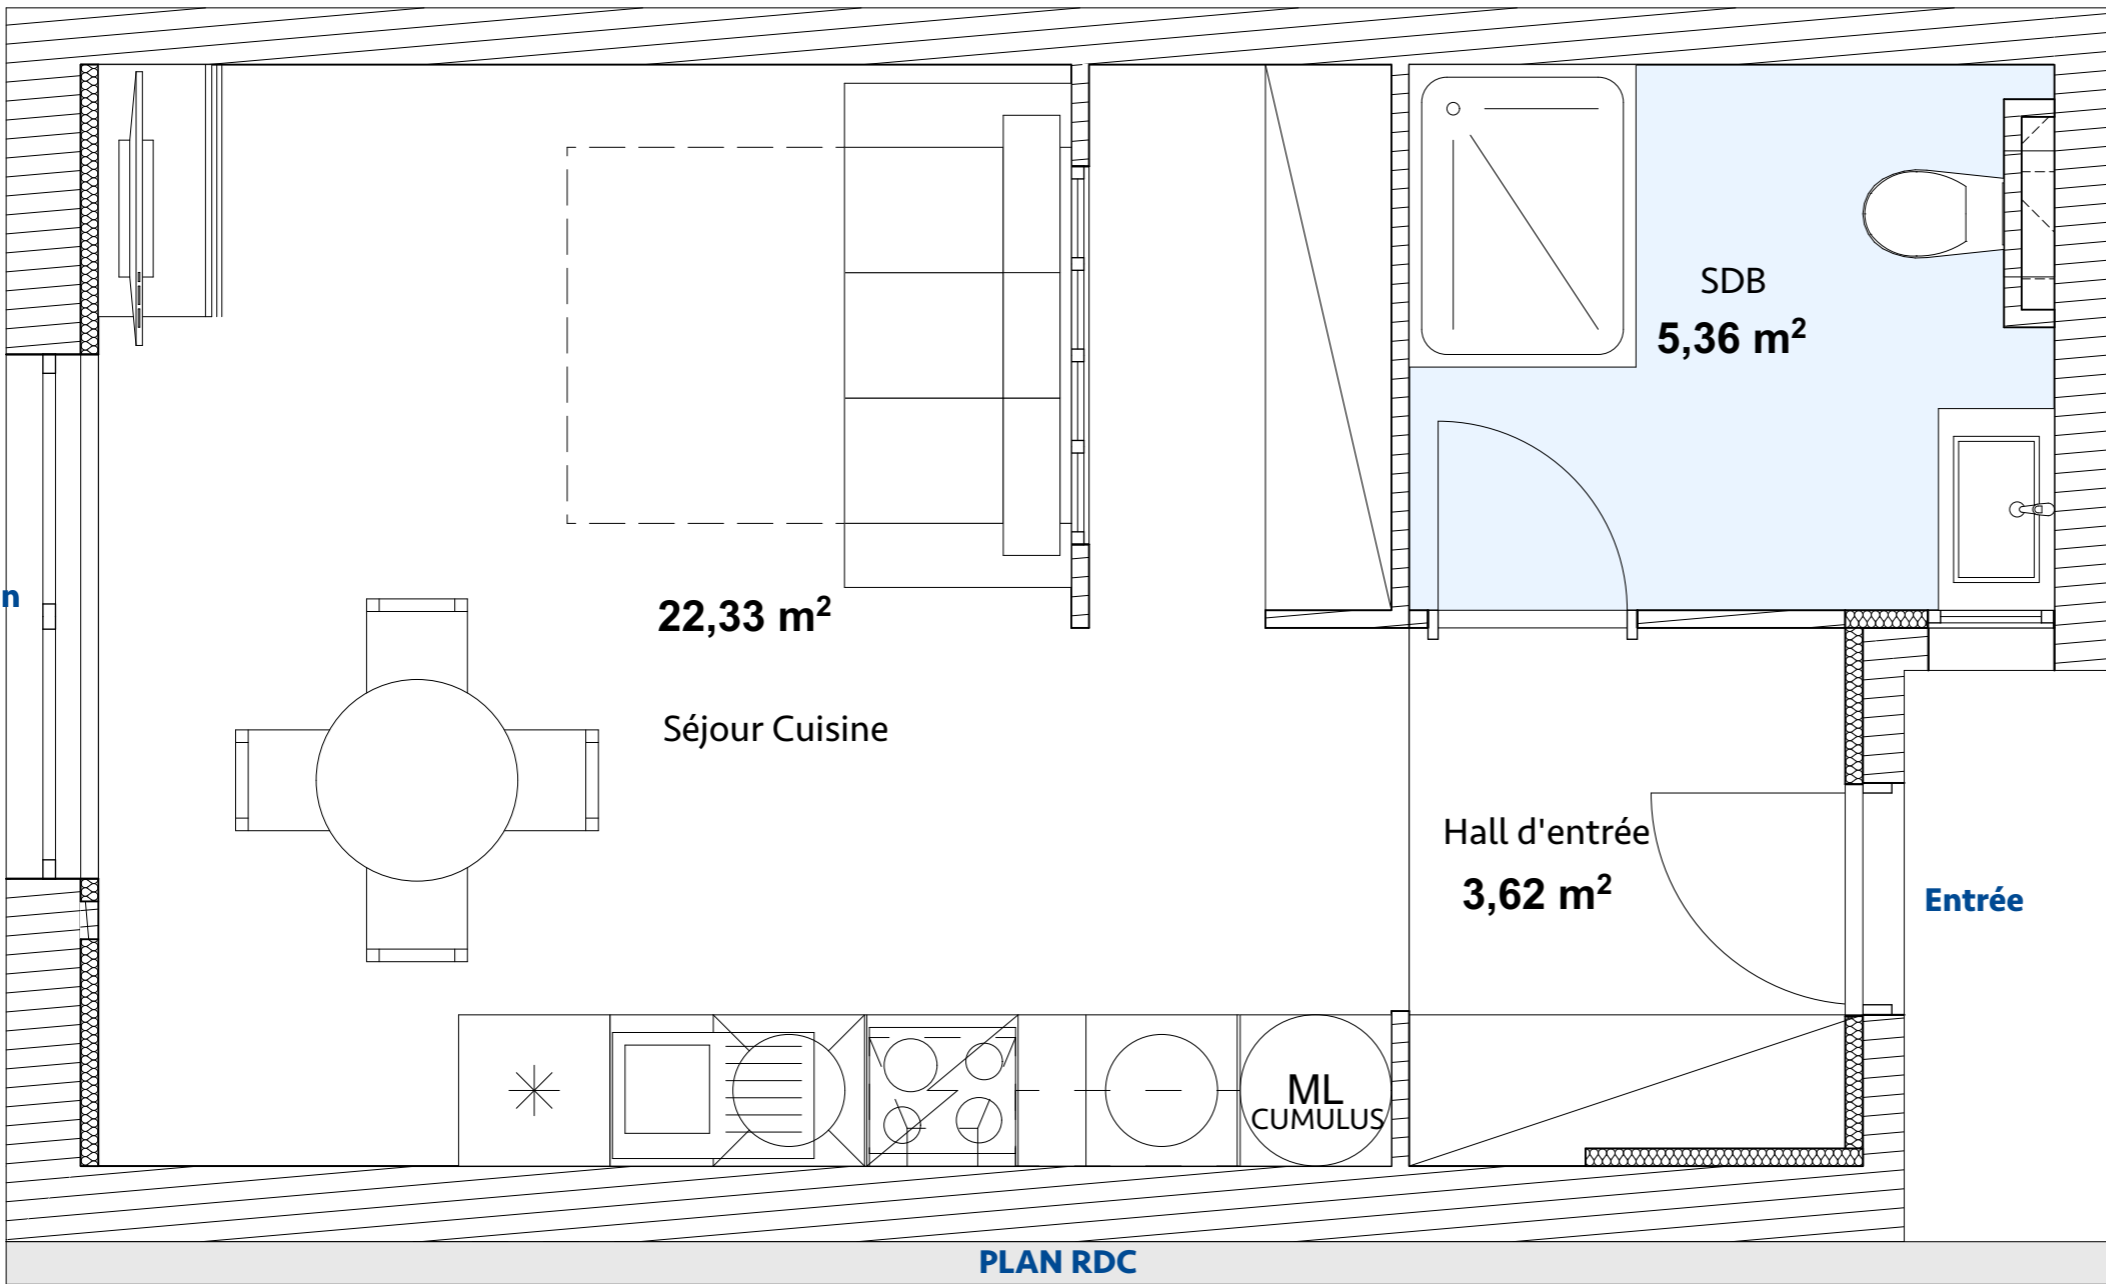 SDB
5,36 m²
n
22,33 m²
Séjour Cuisine
Hall d'entrée
3,62 m²
Entrée
ML
CUMULUS
PLAN RDC